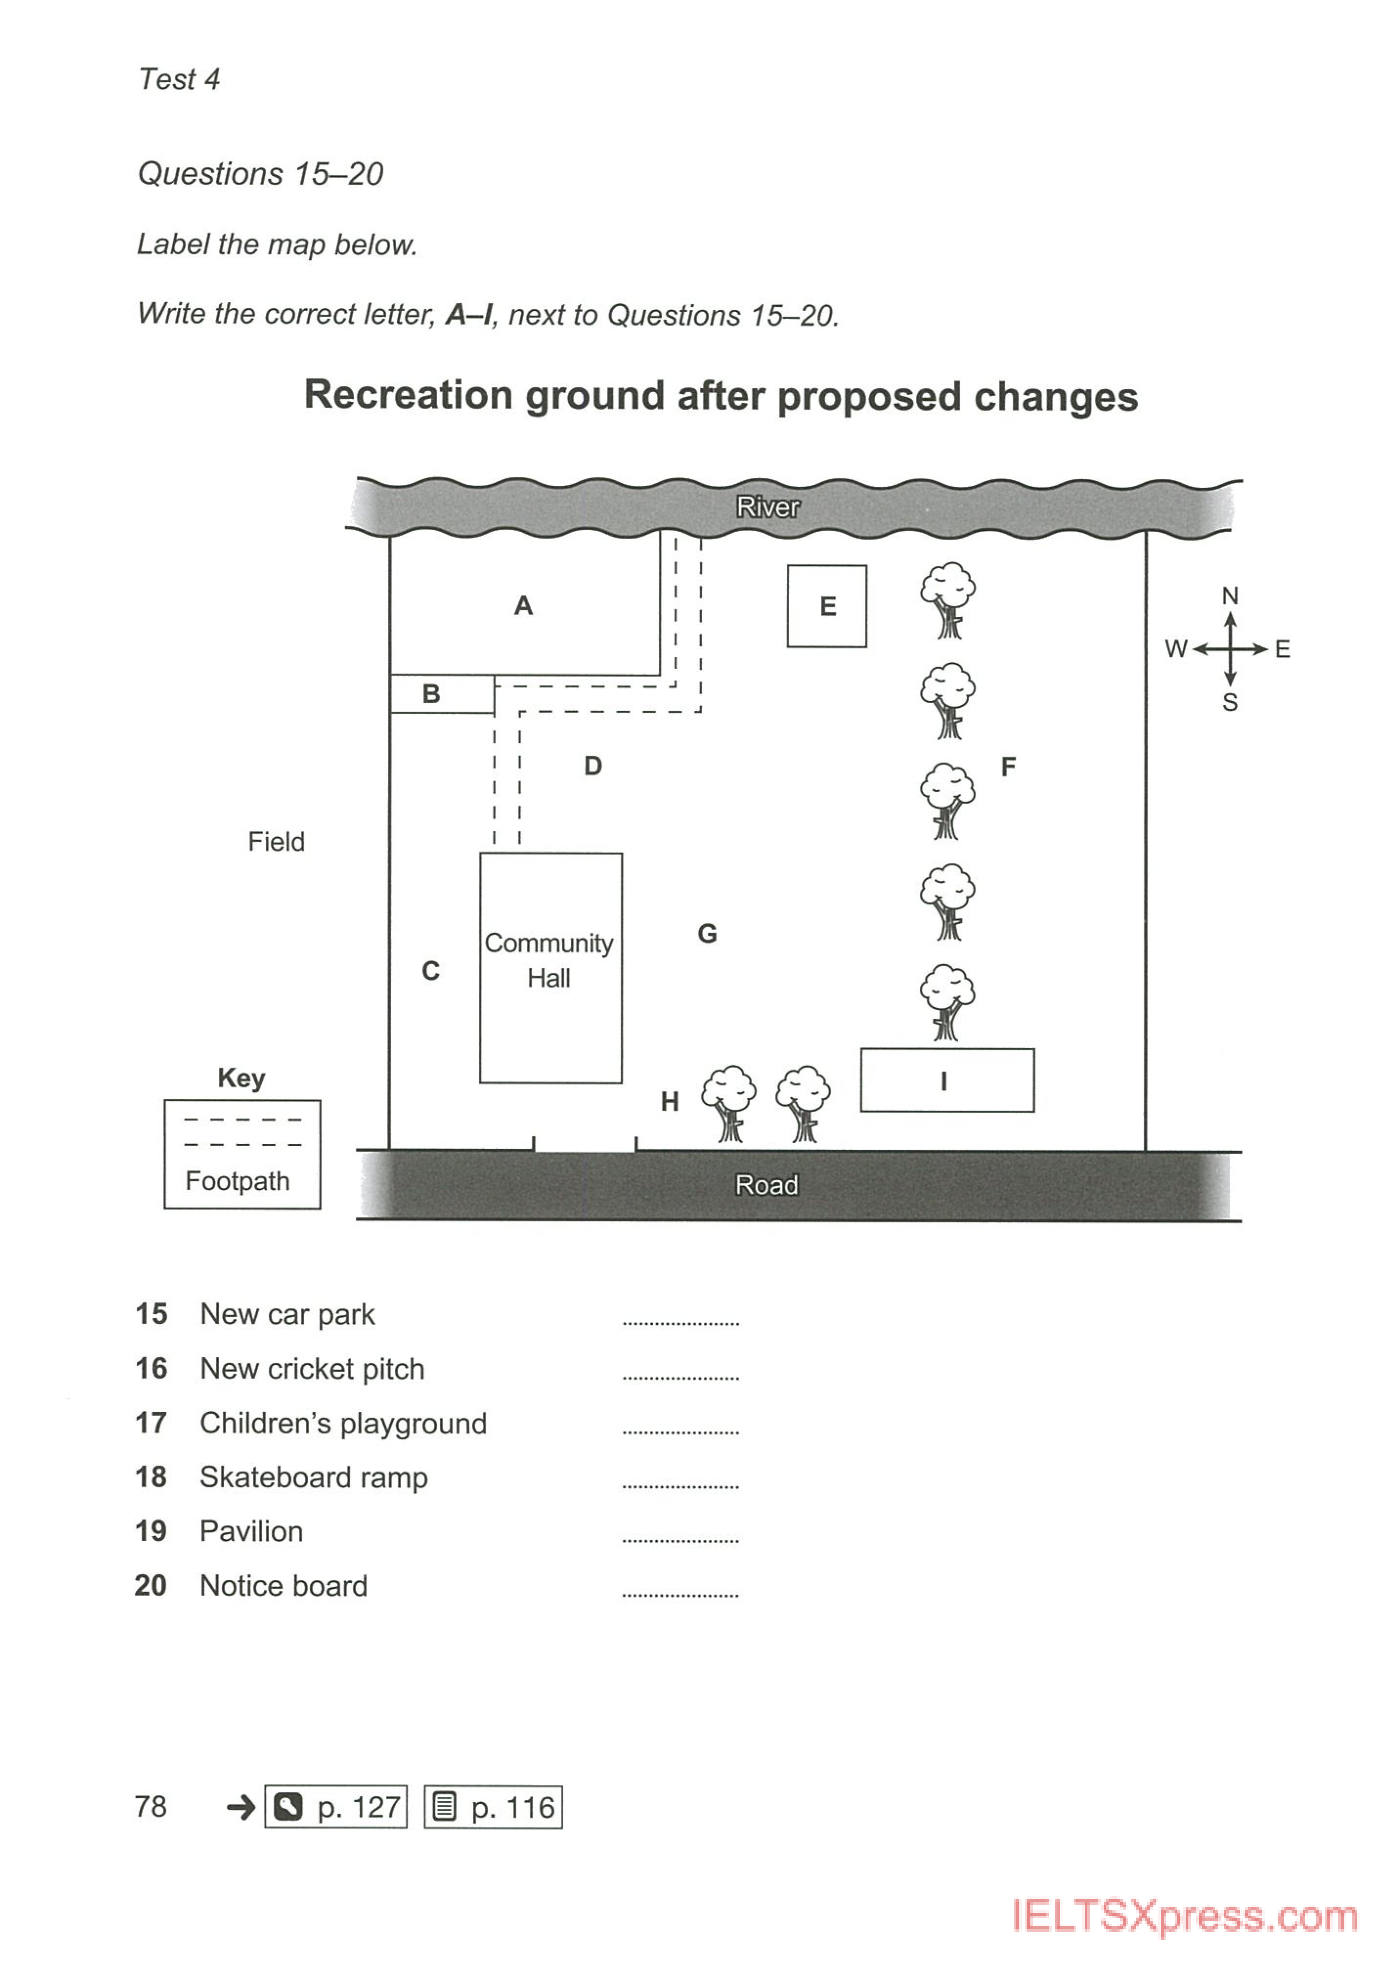 Test 4
Questions 15–20
Label the map below.
Write the correct letter, A–I, next to Questions 15–20.
Recreation ground after proposed changes
River
A
E
N
W E
S
B
D
F
Field
G
Community
Hall
C
Key
H
I
Footpath
Road
15 New car park ......................
16 New cricket pitch ......................
17 Children's playground ......................
18 Skateboard ramp ......................
19 Pavilion ......................
20 Notice board ......................
78 → p. 127 p. 116
IELTSXpress.com